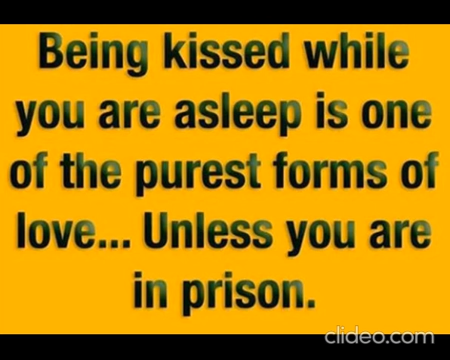 Being kissed while
you are asleep is one
of the purest forms of
love... Unless you are
in prison.
clideo.com